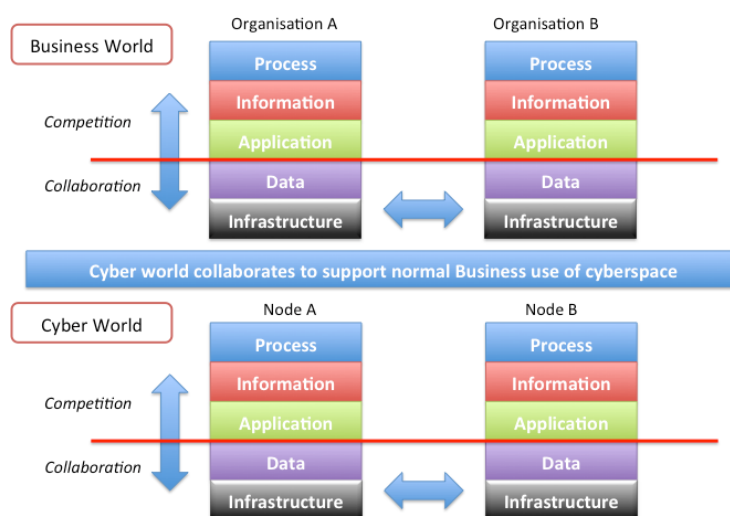 Organisation A
Organisation B
Business World
Process
Process
Information
Information
Competition
Application
Application
Collaboration
Data
Data
Infrastructure
Infrastructure
Cyber world collaborates to support normal Business use of cyberspace
Node A
Node B
Cyber World
Process
Process
Information
Information
Competition
Application
Application
Collaboration
Data
Data
Infrastructure
Infrastructure